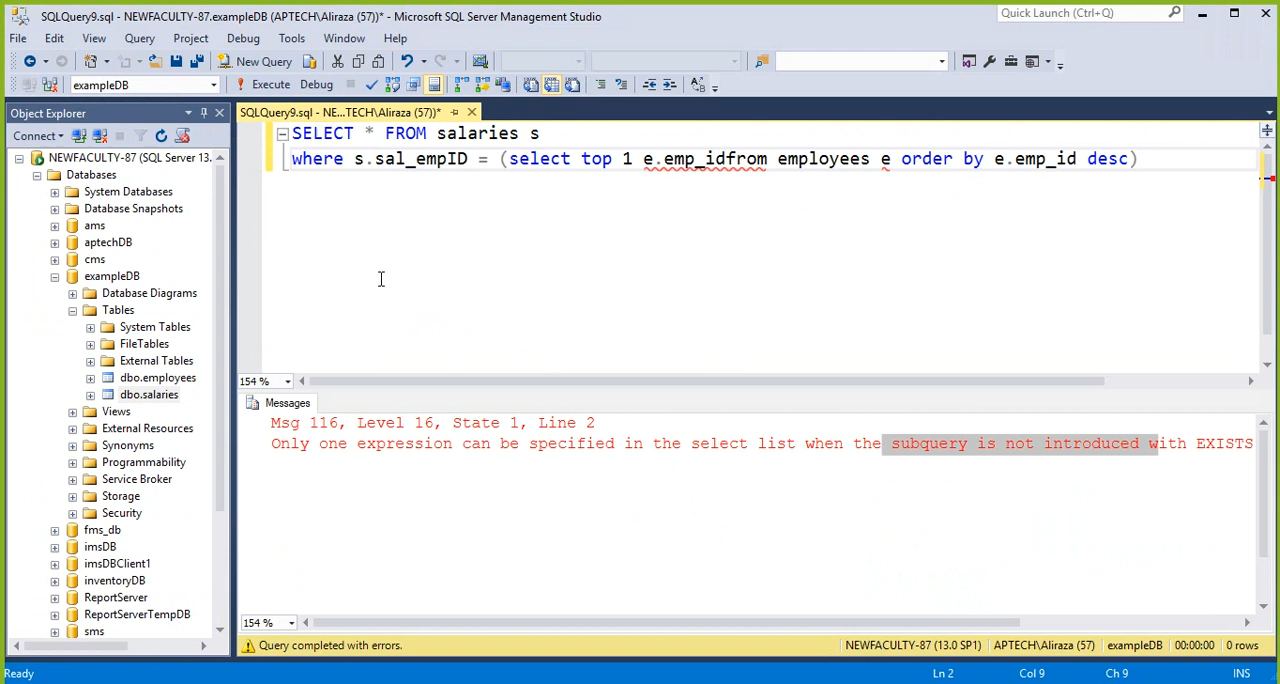 SQLQuery9.sql - NEWFACULTY-87.exampleDB (APTECH\Aliraza (57))* - Microsoft SQL Server Management Studio
Quick Launch (Ctrl+Q)
File Edit View Query Project Debug Tools Window Help
New Query
exampleDB
Execute Debug
Object Explorer
SQLQuery9.sql - NE...TECH\Aliraza (57))*
Connect
NEWFACULTY-87 (SQL Server 13.
Databases
System Databases
Database Snapshots
ams
aptechDB
cms
exampleDB
Database Diagrams
Tables
System Tables
FileTables
External Tables
dbo.employees
dbo.salaries
Views
External Resources
Synonyms
Programmability
Service Broker
Storage
Security
fms_db
imsDB
imsDBClient1
inventoryDB
ReportServer
ReportServerTempDB
sms
SELECT * FROM salaries s
where s.sal_empID = (select top 1 e.emp_idfrom employees e order by e.emp_id desc)
154 %
Messages
Msg 116, Level 16, State 1, Line 2
Only one expression can be specified in the select list when the subquery is not introduced with EXISTS
154 %
Query completed with errors.
NEWFACULTY-87 (13.0 SP1) APTECH\Aliraza (57) exampleDB 00:00:00 0 rows
Ready
Ln 2 Col 9 Ch 9 INS